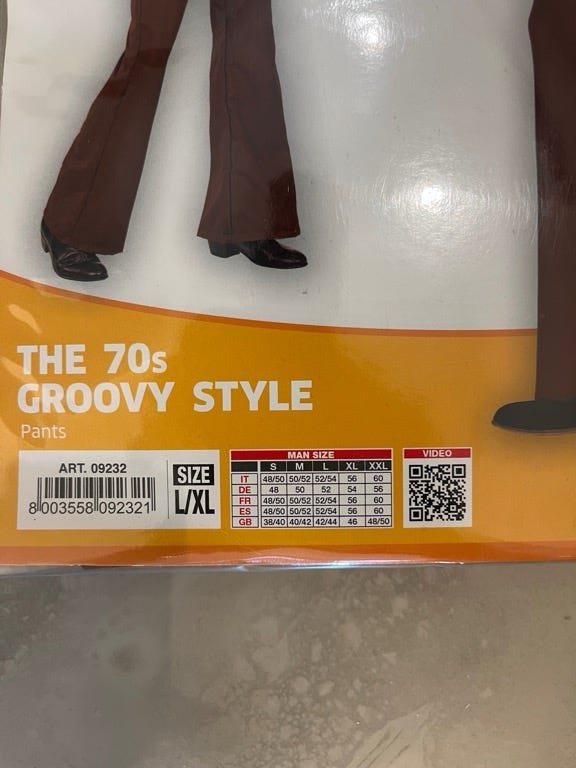 THE 70s
GROOVY STYLE
Pants
ART. 09232
8 003558 092321
SIZE
L/XL
MAN SIZE
S M L XL XXL
IT 48/50 50/52 52/54 56 60
DE 48 50 52 54 56
FR 48/50 50/52 52/54 56 60
ES 48/50 50/52 52/54 56 60
GB 38/40 40/42 42/44 46 48/50
VIDEO